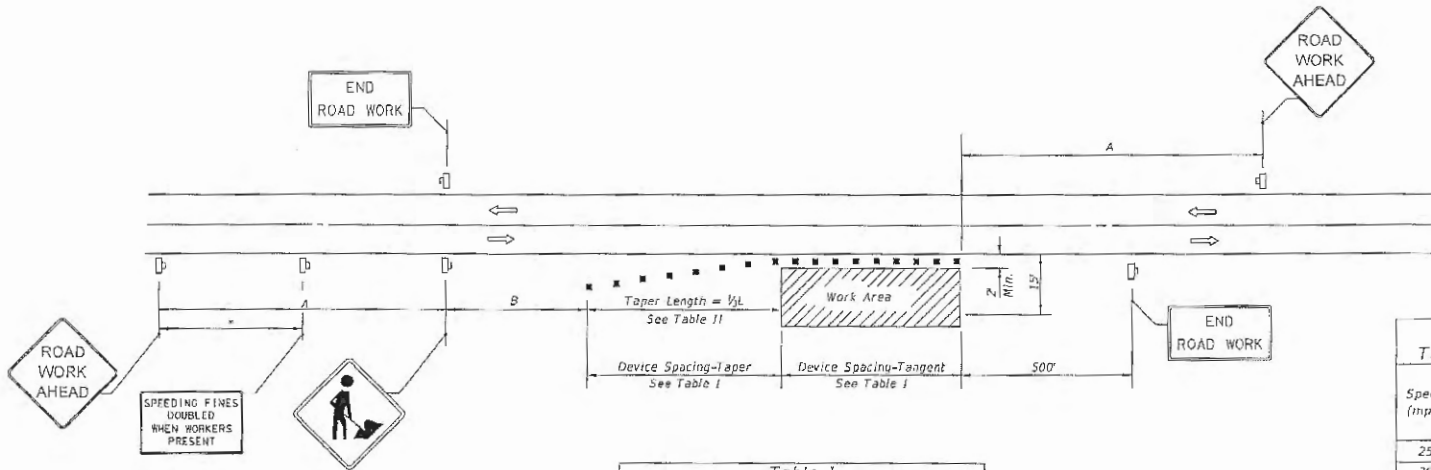 ROAD
WORK
AHEAD
END
ROAD WORK
A
B
Taper Length = ⅓L
See Table II
Work Area
2'
Min.
15'
END
ROAD WORK
A
*
ROAD
WORK
AHEAD
SPEEDING FINES
DOUBLED
WHEN WORKERS
PRESENT
Device Spacing-Taper
See Table I
Device Spacing-Tangent
See Table I
500'
Table I
25